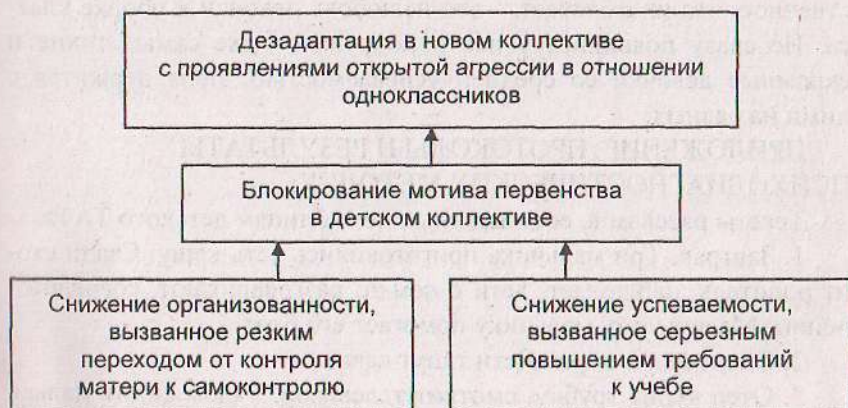 Дезадаптация в новом коллективе
с проявлениями открытой агрессии в отношении
одноклассников
Блокирование мотива первенства
в детском коллективе
Снижение организованности,
вызванное резким
переходом от контроля
матери к самоконтролю
Снижение успеваемости,
вызванное серьезным
повышением требований
к учебе